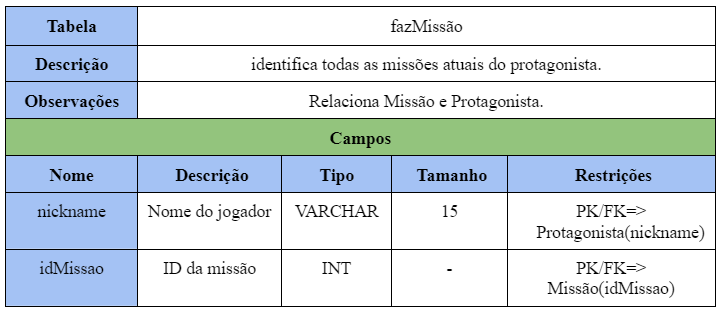 Tabela fazMissão
Descrição identifica todas as missões atuais do protagonista.
Observações Relaciona Missão e Protagonista.
Campos
Nome Descrição Tipo Tamanho Restrições
nickname Nome do jogador VARCHAR 15 PK/FK=>
Protagonista(nickname)
idMissao ID da missão INT - PK/FK=>
Missão(idMissao)